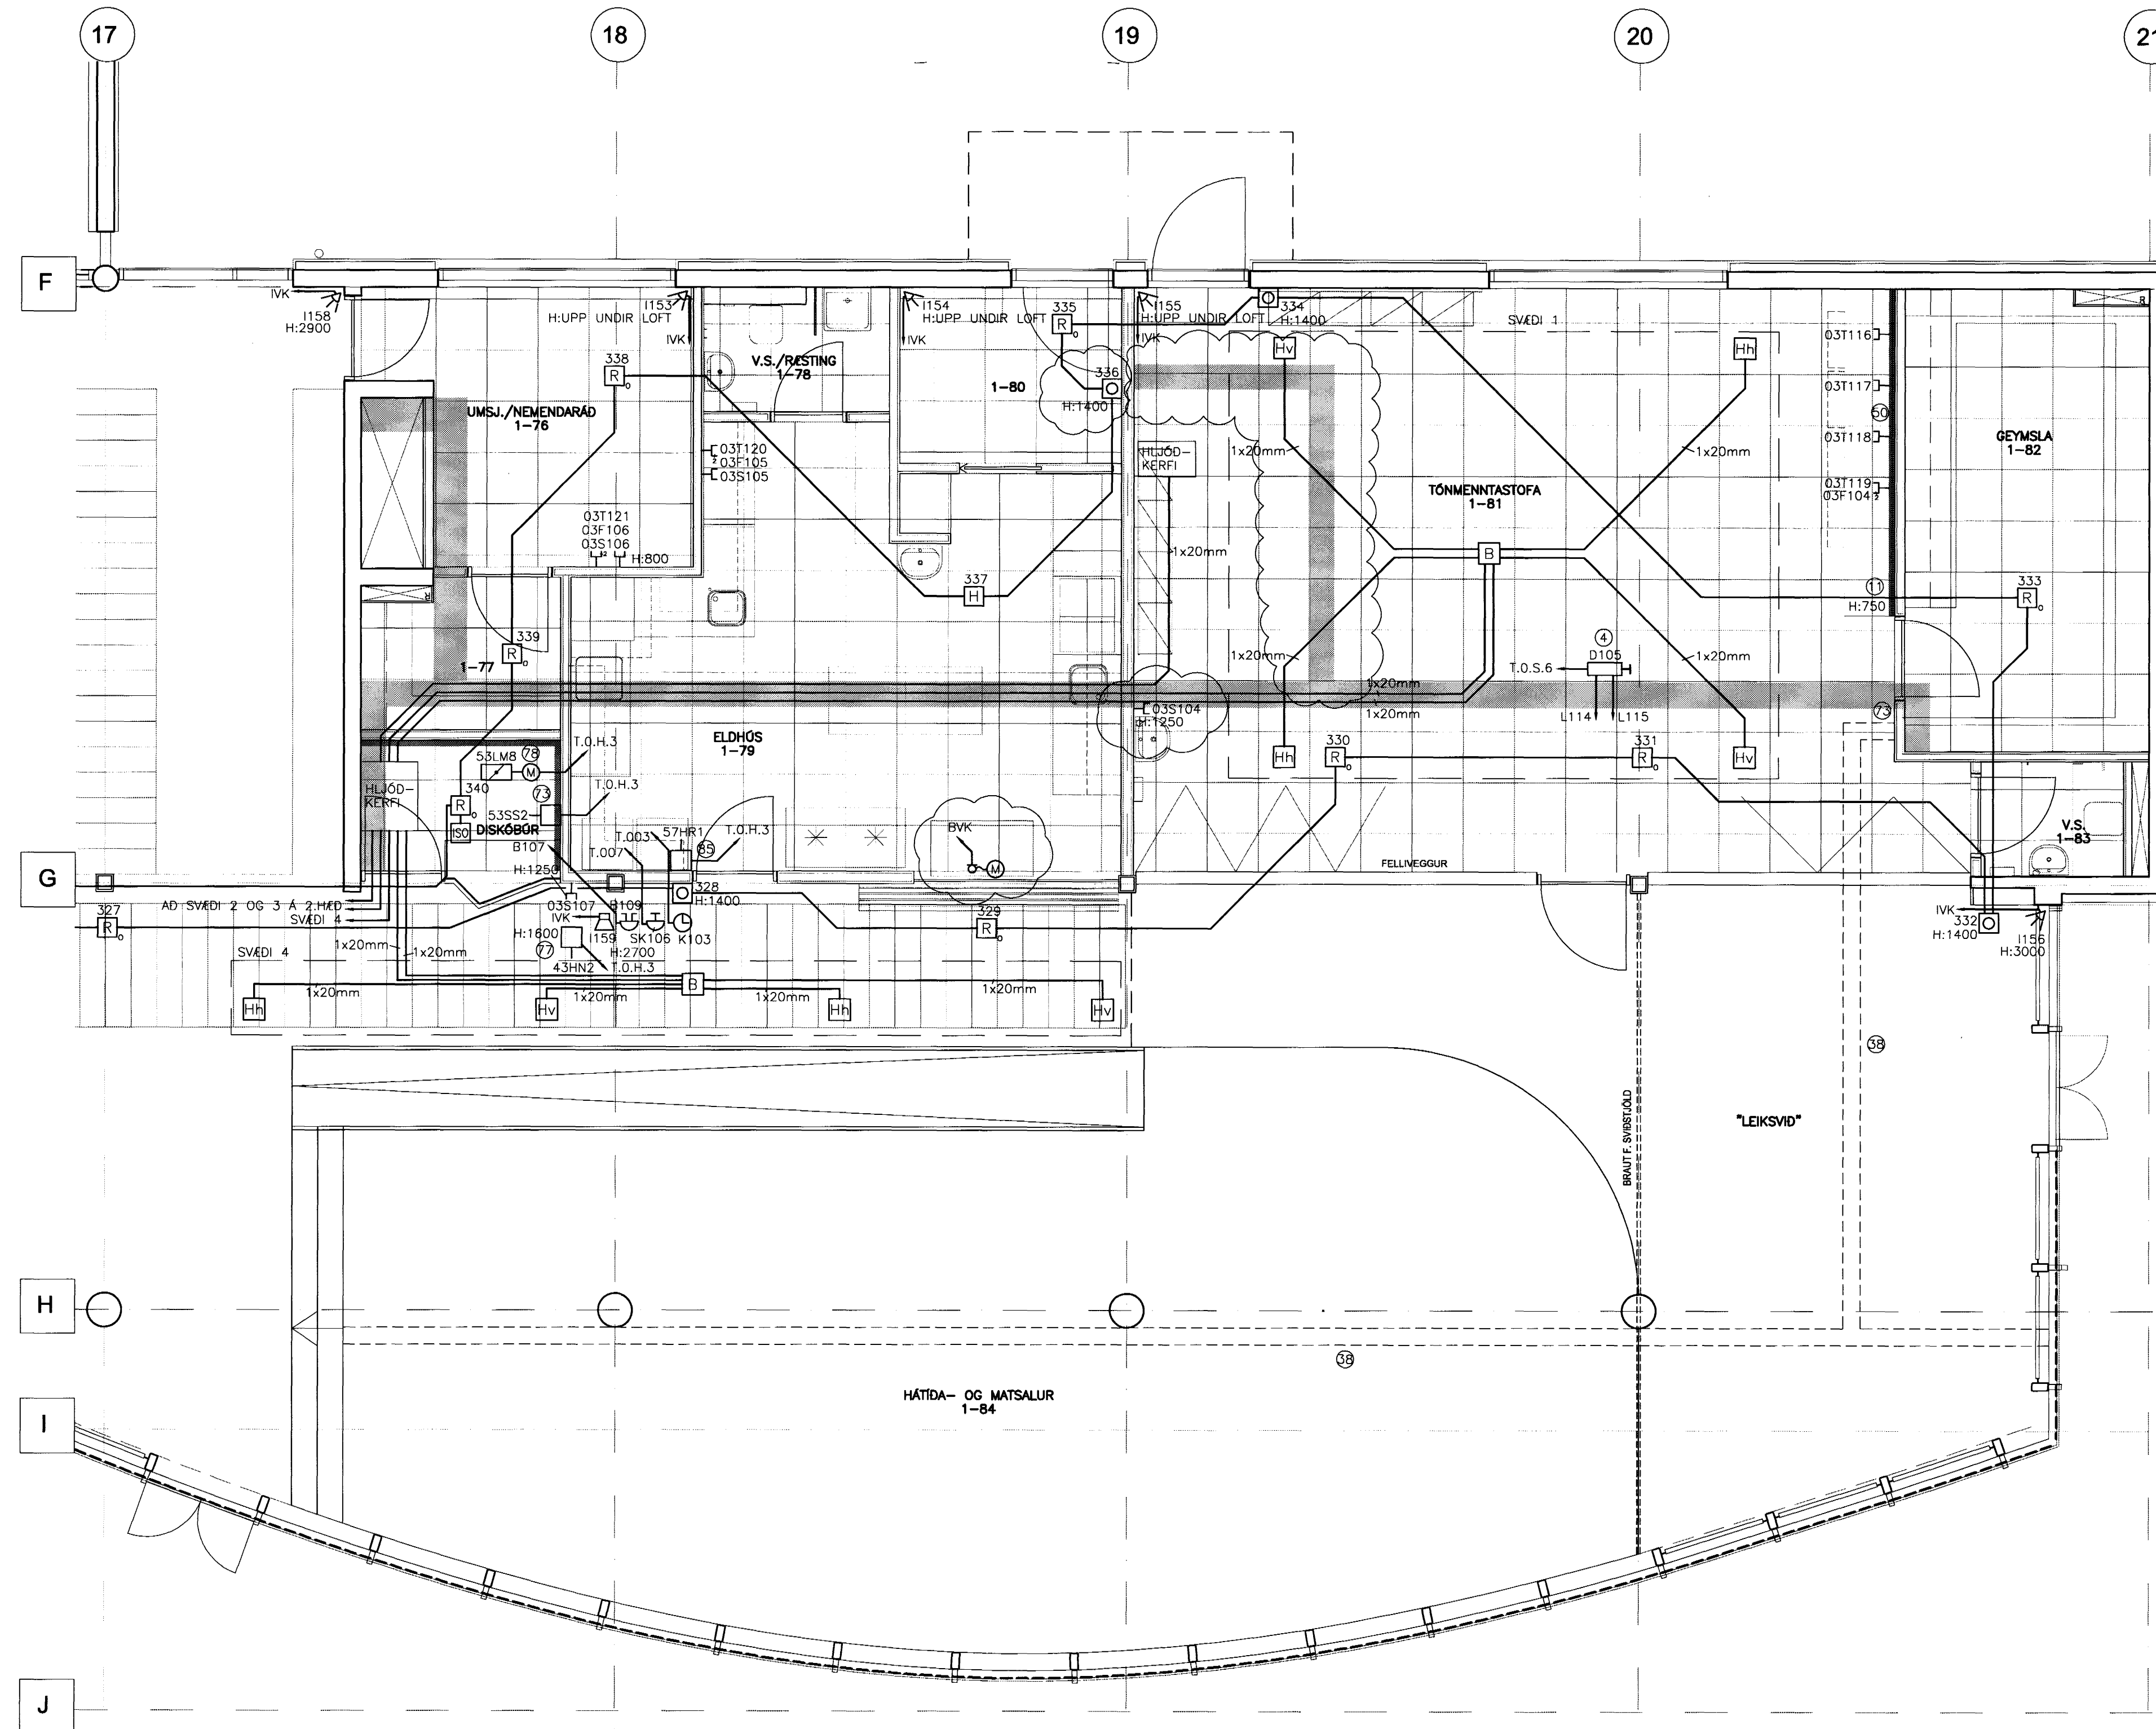 17
18
19
20
F
IVK
I158
H:2900
I153
H:UPP UNDIR LOFT
IVK
I154
H:UPP UNDIR LOFT
IVK
335
R
O
I155
H:UPP UNDIR LOFT
IVK
334
H:1400
SVÆÐI 1
Hv
Hh
03T116
03T117
50
03T118
03T119
03F104
2
GEYMSLA
1-82
R
338
R
O
V.S./RÆSTING
1-78
1-80
336
H:1400
UMSJ./NEMENDARÁÐ
1-76
03T120
2
03F105
03S105
HLJÓÐ-
KERFI
1x20mm
1x20mm
TÓNMENNTASTOFA
1-81
03T121
03F106
03S106
2
H:800
1x20mm
B
337
H
11
H:750
333
R
O
R
339
R
O
1-77
1x20mm
4
D105
T.O.S.6
1x20mm
L114
L115
1x20mm
1x20mm
03S104
H:1250
73
ELDHÚS
1-79
Hh
330
R
O
331
R
O
Hv
53LM8
78
M
T.O.H.3
HLJÓÐ-
KERFI
340
R
O
73
T.O.H.3
53SS2
ISO
DISKÓBÚR
B107
T.007
T.003
57HR1
85
T.O.H.3
BVK
M
FELLIVEGGUR
V.S.
1-83
G
H:1250
328
H:1400
AÐ SVÆÐI 2 OG 3 Á 2.HÆÐ
SVÆÐI 4
03S107
IVK
B109
I159
SK106
K103
H:2700
H:1600
77
43HN2
T.O.H.3
327
R
O
329
R
O
IVK
332
H:1400
I156
H:3000
SVÆÐI 4
1x20mm
1x20mm
B
1x20mm
1x20mm
1x20mm
1x20mm
Hh
Hv
Hh
Hv
38
BRAUT F. SVIÐSTJÖLD
"LEIKSVIÐ"
H
38
HÁTÍÐA- OG MATSALUR
1-84
I
J